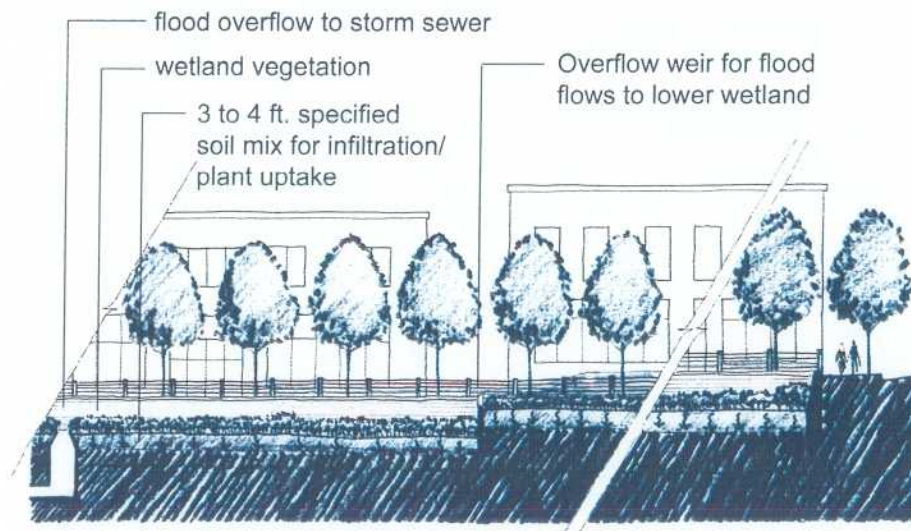 flood overflow to storm sewer
wetland vegetation
3 to 4 ft. specified
soil mix for infiltration/
plant uptake
Overflow weir for flood
flows to lower wetland